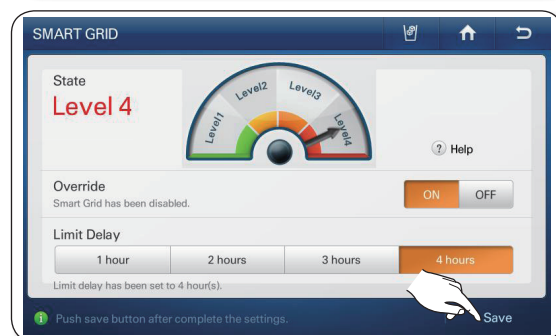 SMART GRID
State
Level 4
Level1
Level2
Level3
Level4
? Help
Override
Smart Grid has been disabled.
ON OFF
Limit Delay
1 hour 2 hours 3 hours 4 hours
Limit delay has been set to 4 hour(s).
i Push save button after complete the settings.
Save